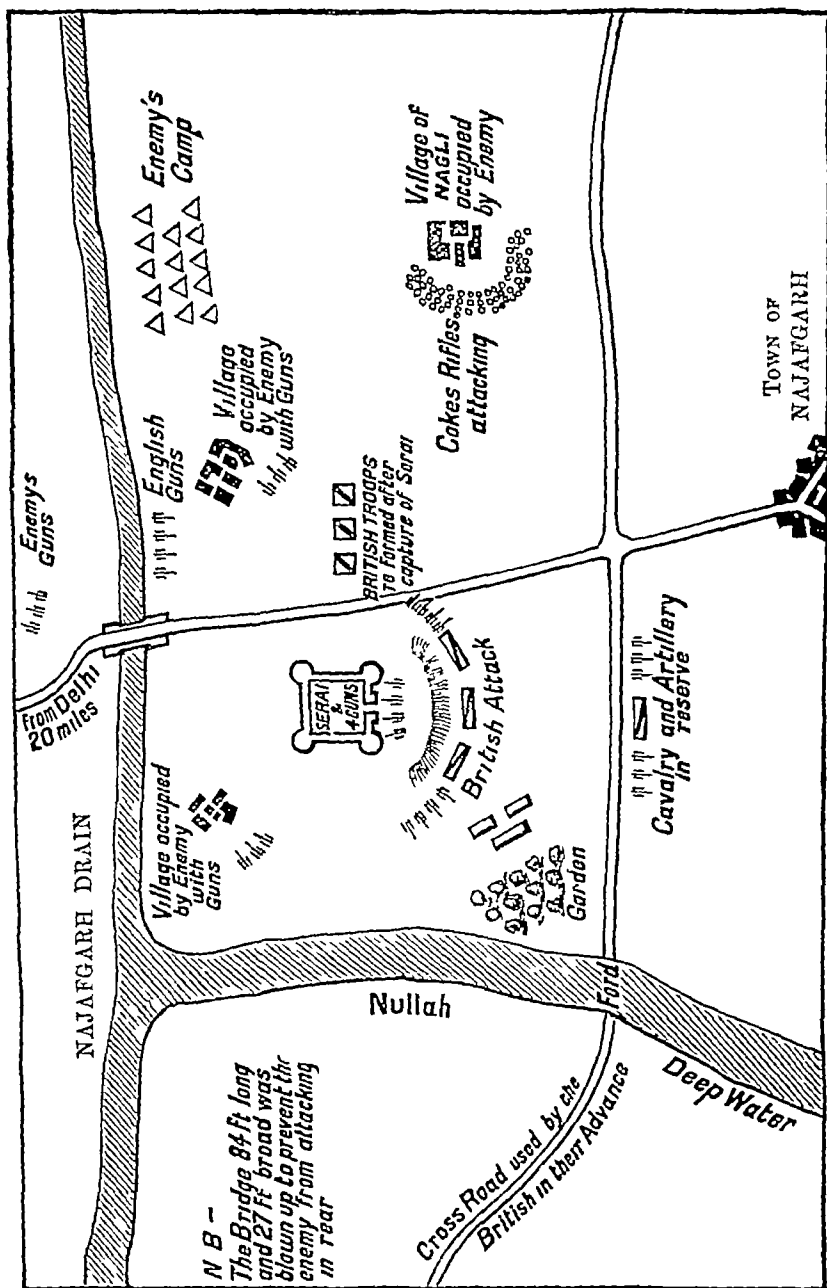 Enemys
Guns
From Delhi
20 miles
NAJAFGARH DRAIN
English
Guns
Enemy's
Camp
Village
occupied
by Enemy
with Guns
Village occupied
by Enemy
with
Guns
SERAI
&
4 GUNS
BRITISH TROOPS
re formed after
capture of Serai
Village of
NAGLI
occupied
by Enemy
Cokes Rifles
attacking
British Attack
Garden
Nullah
Ford
Deep Water
N B –
The Bridge 84 ft long
and 27 ft broad was
blown up to prevent the
enemy from attacking
in rear
Cross Road used by the
British in their Advance
Cavalry and Artillery
in reserve
TOWN OF
NAJAFGARH